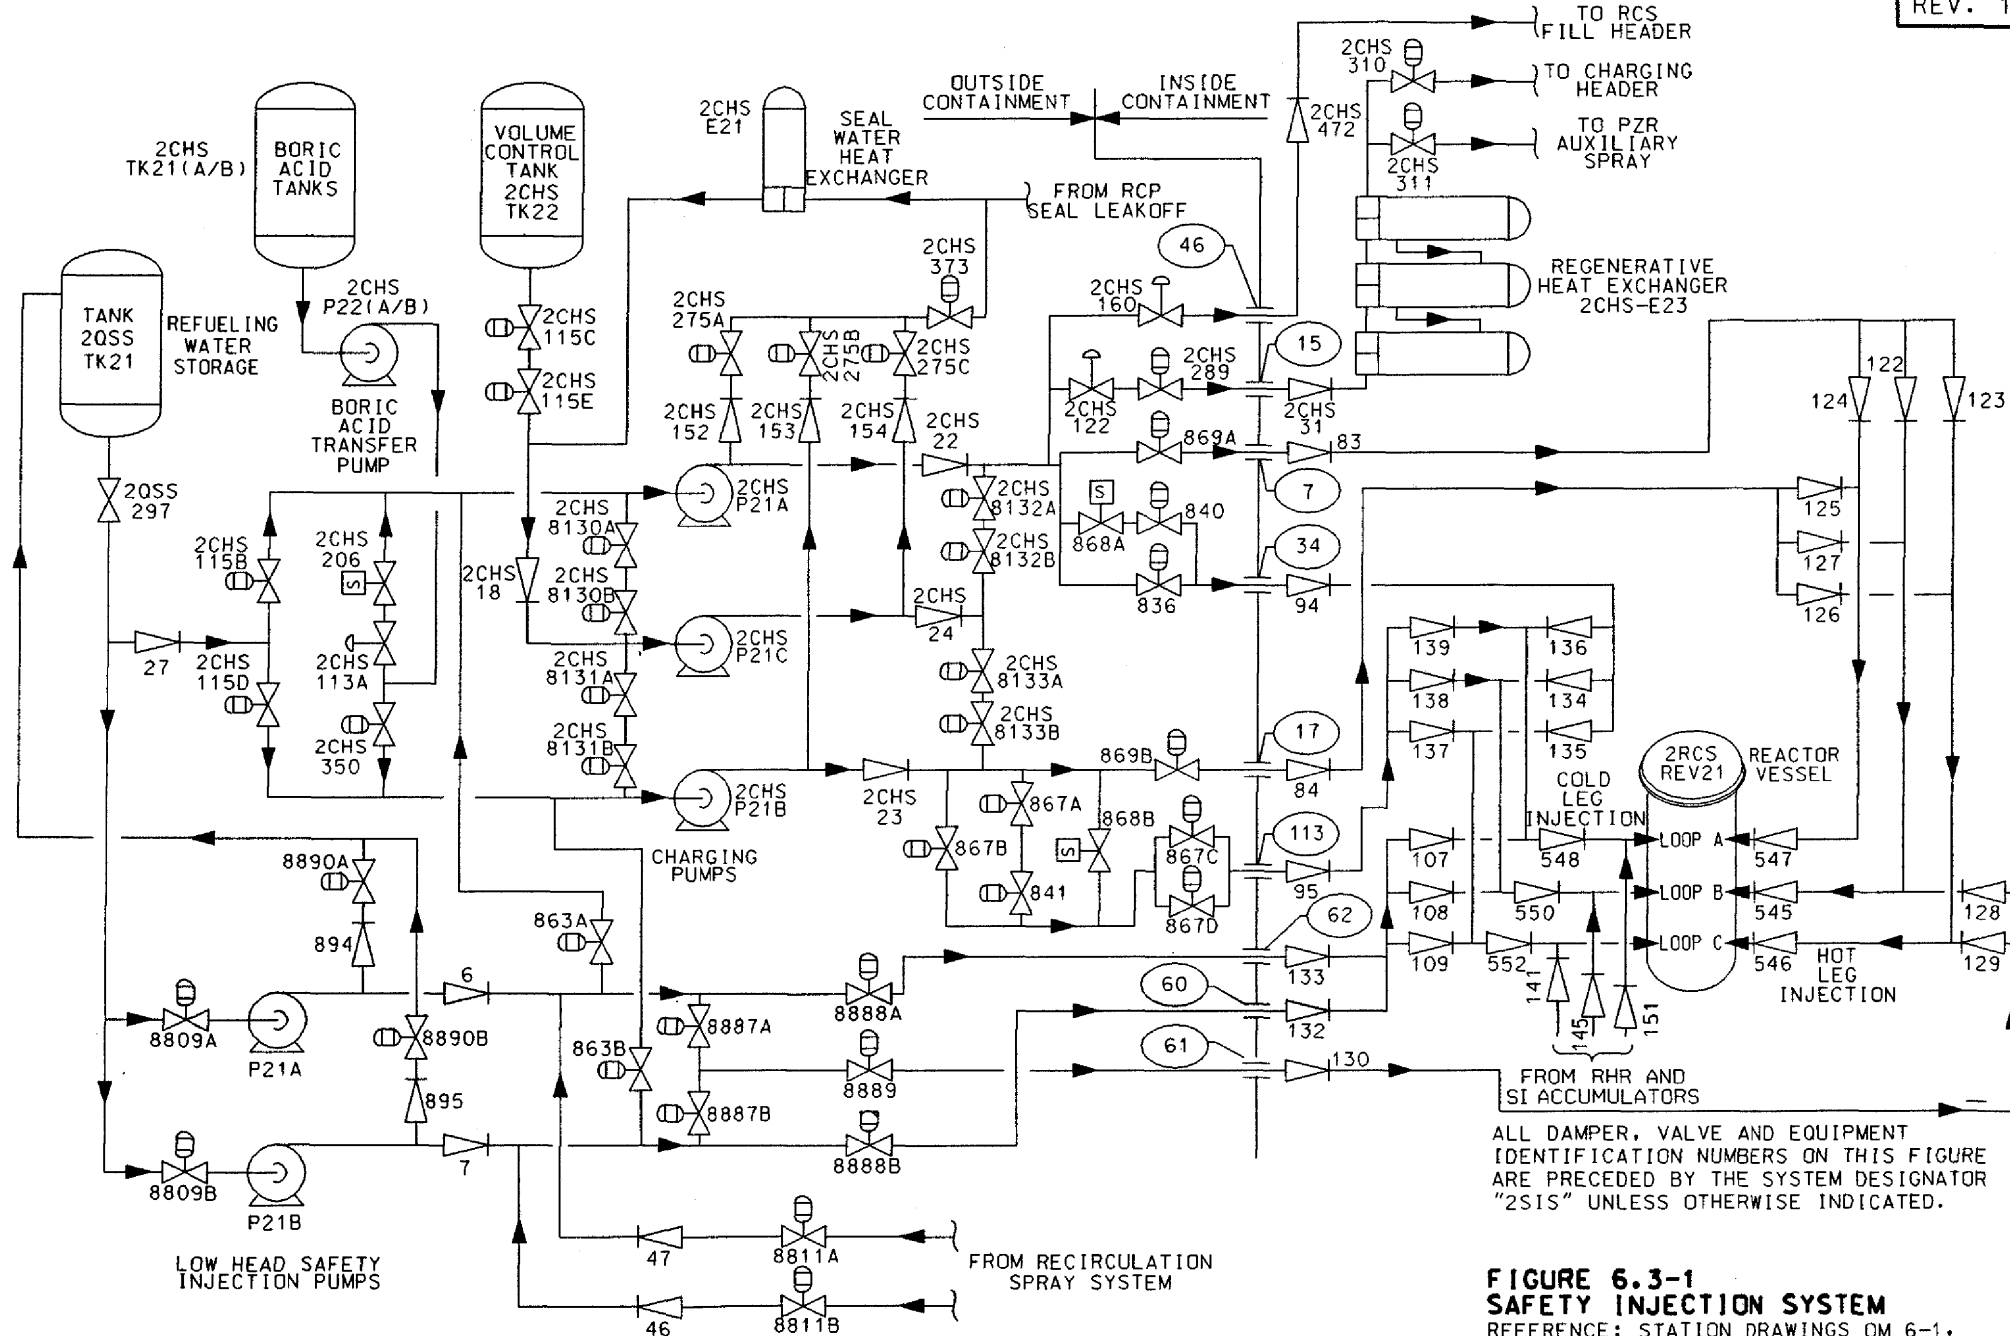 REV. 1
TO RCS
FILL HEADER
2CHS
310
TO CHARGING
HEADER
OUTSIDE
CONTAINMENT
INSIDE
CONTAINMENT
2CHS
472
TO PZR
AUXILIARY
SPRAY
2CHS
311
2CHS
TK21(A/B)
BORIC
ACID
TANKS
VOLUME
CONTROL
TANK
2CHS
TK22
2CHS
E21
SEAL
WATER
HEAT
EXCHANGER
FROM RCP
SEAL LEAKOFF
46
2CHS
373
2CHS
160
REGENERATIVE
HEAT EXCHANGER
2CHS-E23
TANK
2QSS
TK21
REFUELING
WATER
STORAGE
2CHS
P22(A/B)
BORIC
ACID
TRANSFER
PUMP
2CHS
115C
2CHS
115E
2CHS
275A
2CHS
275B
2CHS
275C
15
2CHS
289
2CHS
122
2CHS
31
2CHS
152
2CHS
153
2CHS
154
2CHS
22
869A
83
124
122
123
2QSS
297
2CHS
P21A
2CHS
8132A
S
840
868A
7
125
2CHS
115B
2CHS
206
S
2CHS
18
2CHS
8130A
2CHS
8130B
2CHS
8132B
34
836
94
127
126
27
2CHS
115D
2CHS
113A
2CHS
350
2CHS
P21C
2CHS
24
2CHS
8131A
2CHS
8131B
2CHS
8133A
2CHS
8133B
139
136
138
134
137
135
2CHS
P21B
2CHS
23
869B
17
84
COLD
LEG
INJECTION
2RCS
REV21
REACTOR
VESSEL
CHARGING
PUMPS
867A
867B
868B
S
841
867C
867D
113
95
107
548
LOOP A
547
108
550
LOOP B
545
128
109
552
LOOP C
546
129
HOT
LEG
INJECTION
8890A
894
863A
6
8809A
P21A
8890B
895
863B
8887A
8888A
62
133
60
132
61
130
8889
8887B
8888B
141
145
151
FROM RHR AND
SI ACCUMULATORS
8809B
P21B
7
LOW HEAD SAFETY
INJECTION PUMPS
47
8811A
46
8811B
FROM RECIRCULATION
SPRAY SYSTEM
ALL DAMPER, VALVE AND EQUIPMENT
IDENTIFICATION NUMBERS ON THIS FIGURE
ARE PRECEDED BY THE SYSTEM DESIGNATOR
"2SIS" UNLESS OTHERWISE INDICATED.
FIGURE 6.3-1
SAFETY INJECTION SYSTEM
REFERENCE: STATION DRAWINGS OM 6-1,